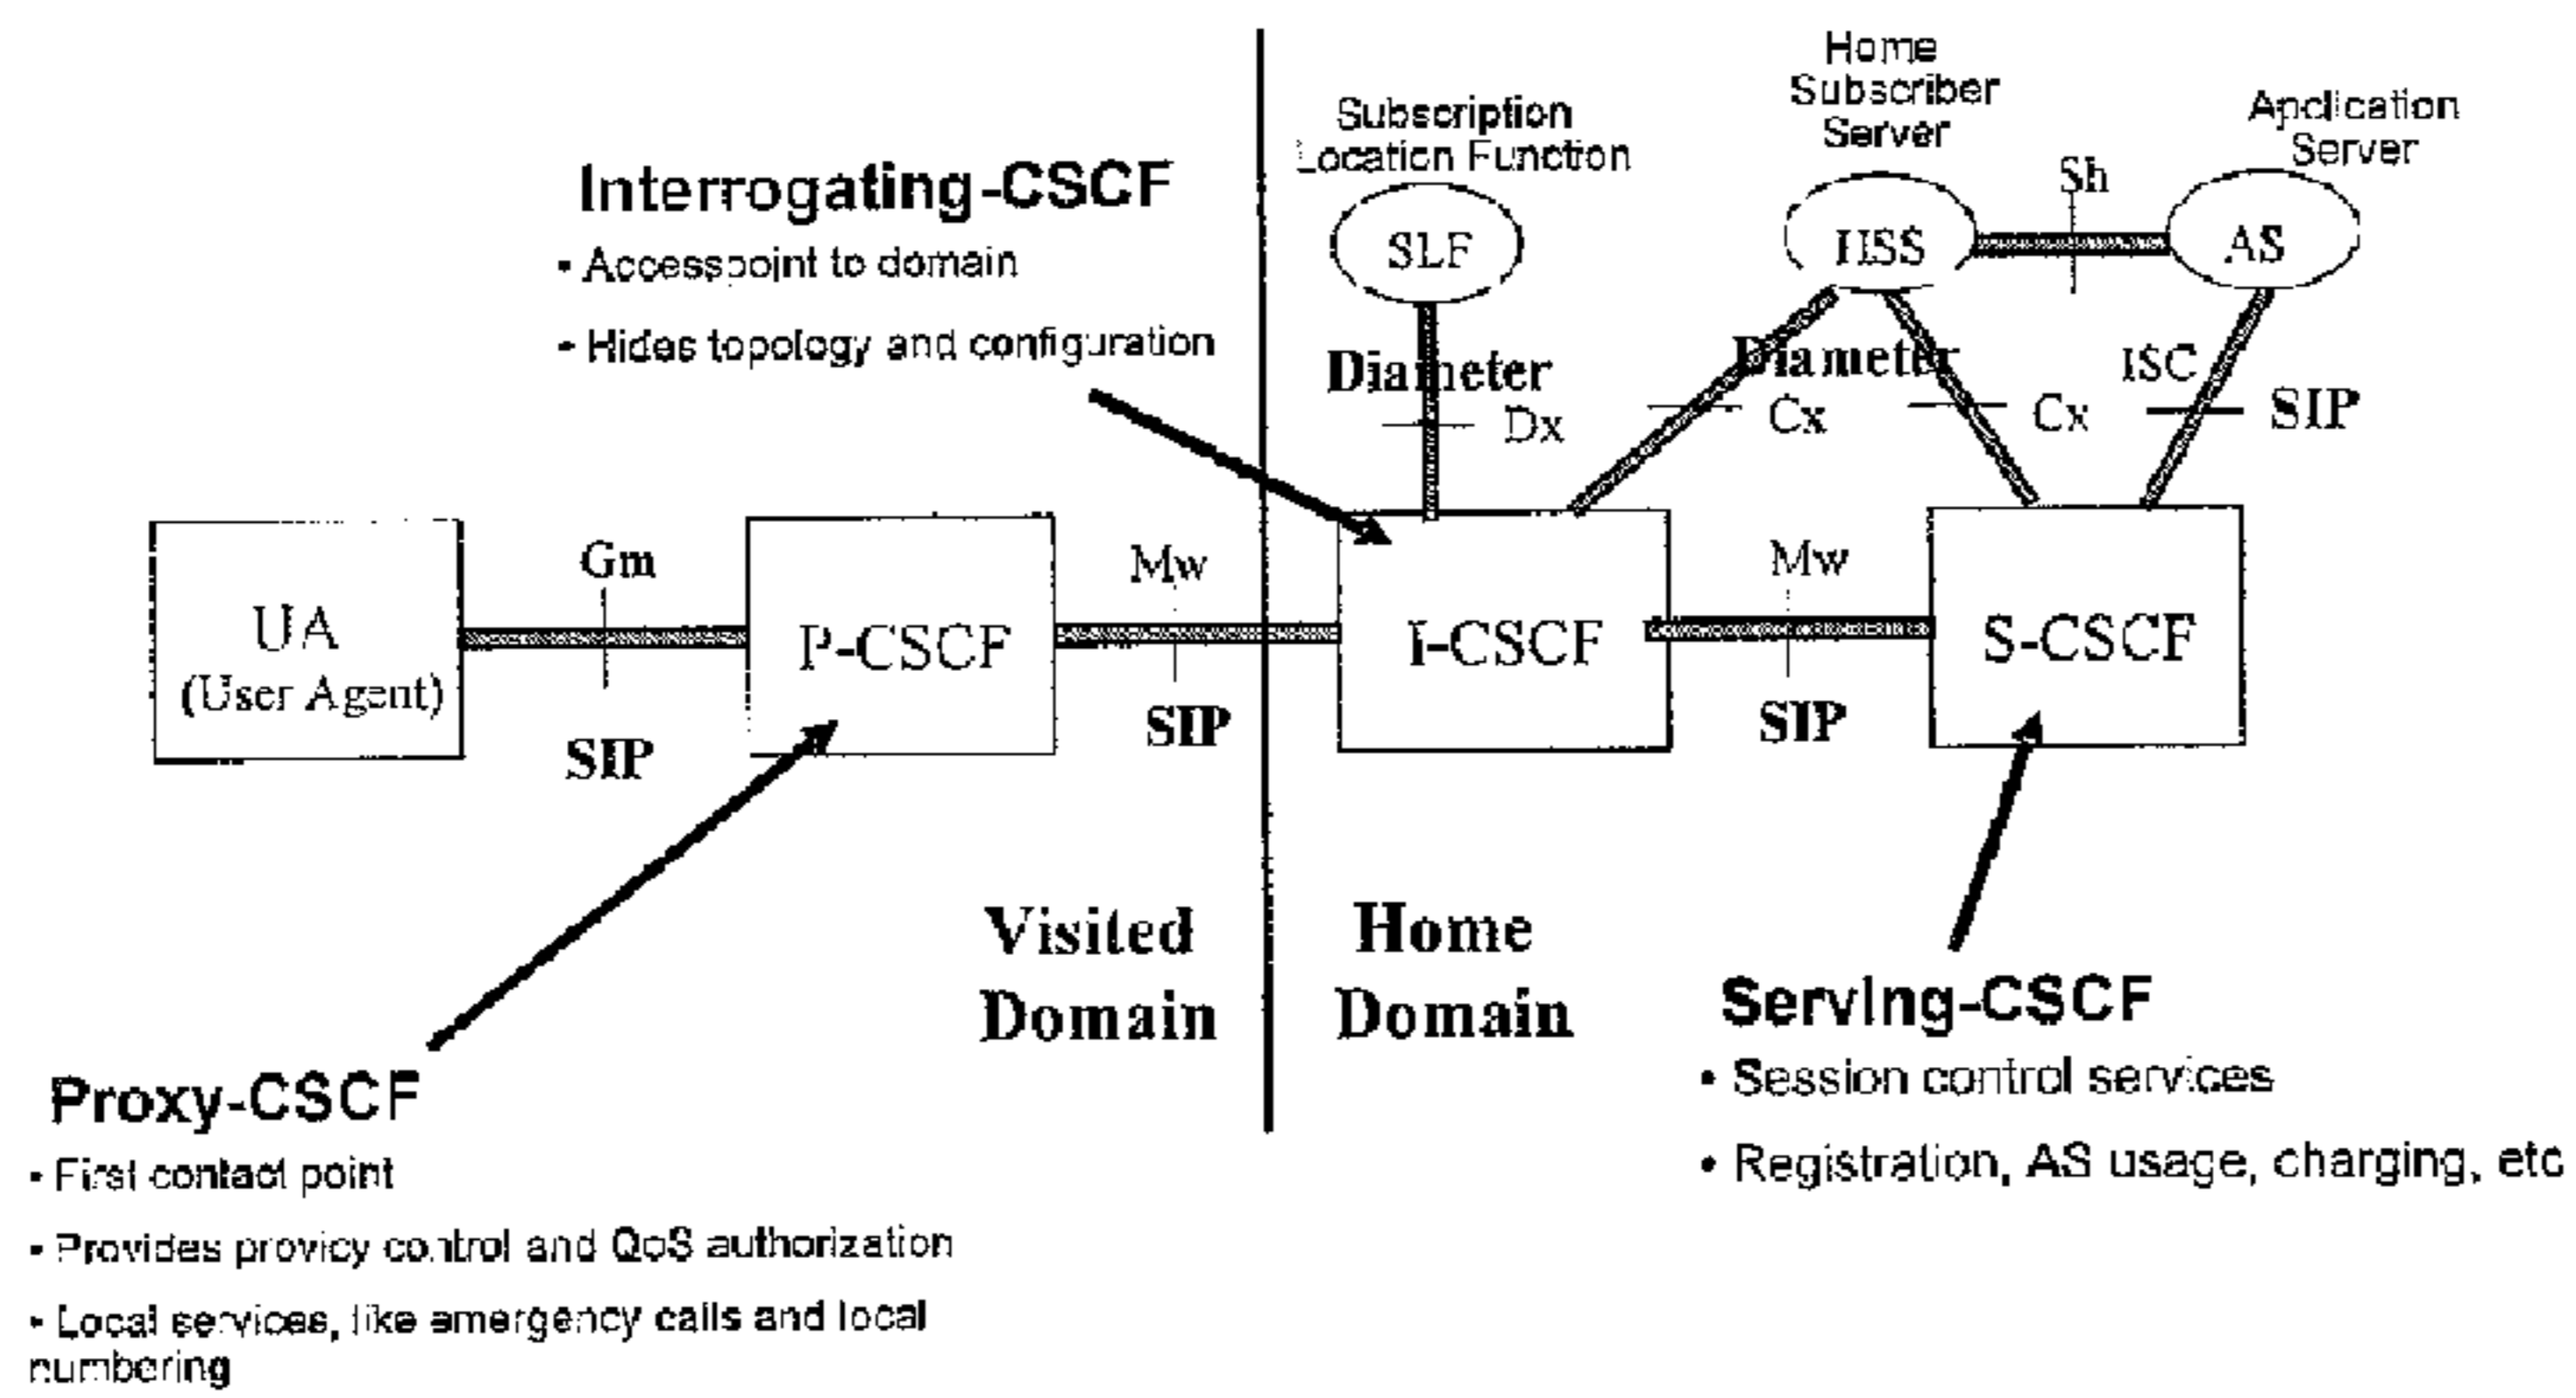 Home
Subscriber
Server
Application
Server
Subscription
Location Function
Interrogating-CSCF
• Accesspoint to domain
• Hides topology and configuration
SLF
HSS
Sh
AS
Diameter
Dx
Diameter
Cx
Cx
ISC
SIP
UA
(User Agent)
Gm
SIP
P-CSCF
Mw
SIP
I-CSCF
Mw
SIP
S-CSCF
Visited
Domain
Home
Domain
Proxy-CSCF
• First contact point
• Provides provicy control and QoS authorization
• Local services, like emergency calls and local
numbering
Serving-CSCF
• Session control services
• Registration, AS usage, charging, etc